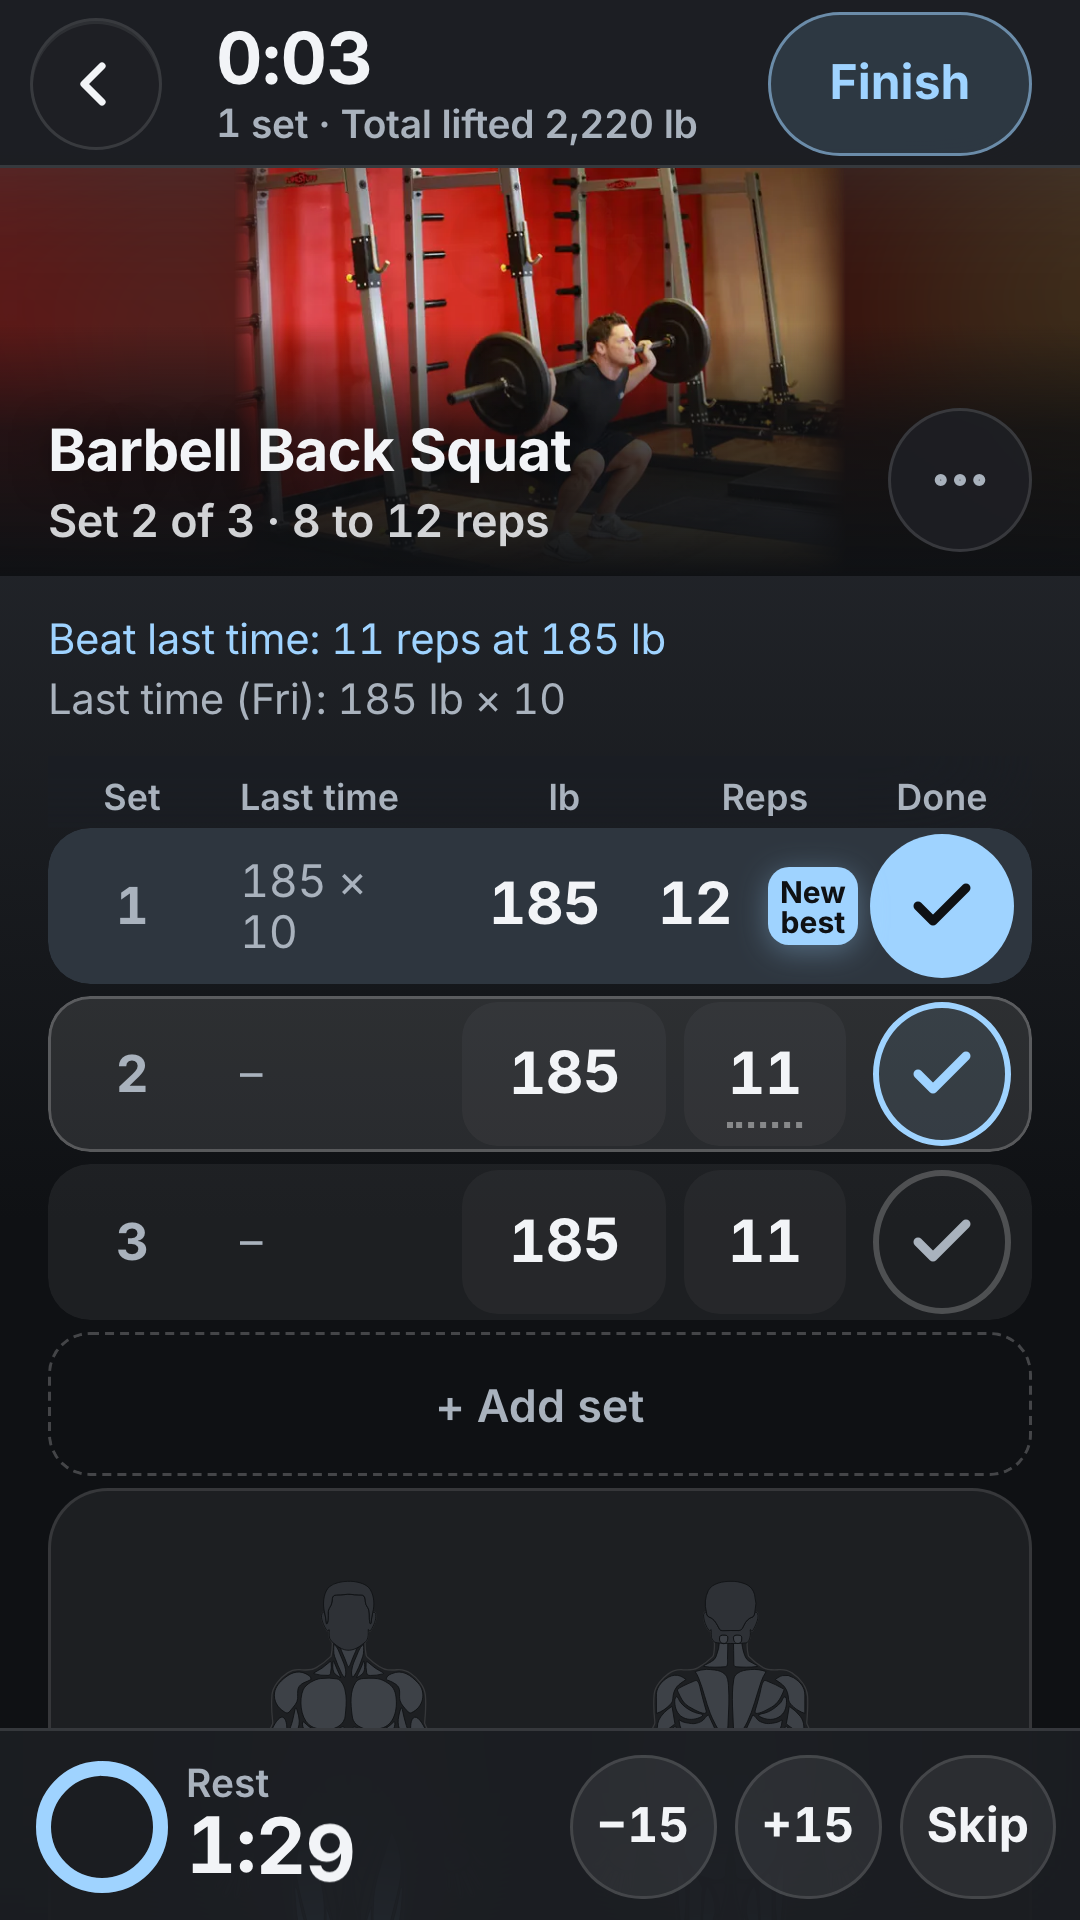 0:03
1 set · Total lifted 2,220 lb
Finish
Barbell Back Squat
Set 2 of 3 · 8 to 12 reps
Beat last time: 11 reps at 185 lb
Last time (Fri): 185 lb × 10
Set Last time lb Reps Done
1 185 × 10 185 12 New best
2 – 185 11
3 – 185 11
+ Add set
Rest
1:29
−15 +15 Skip